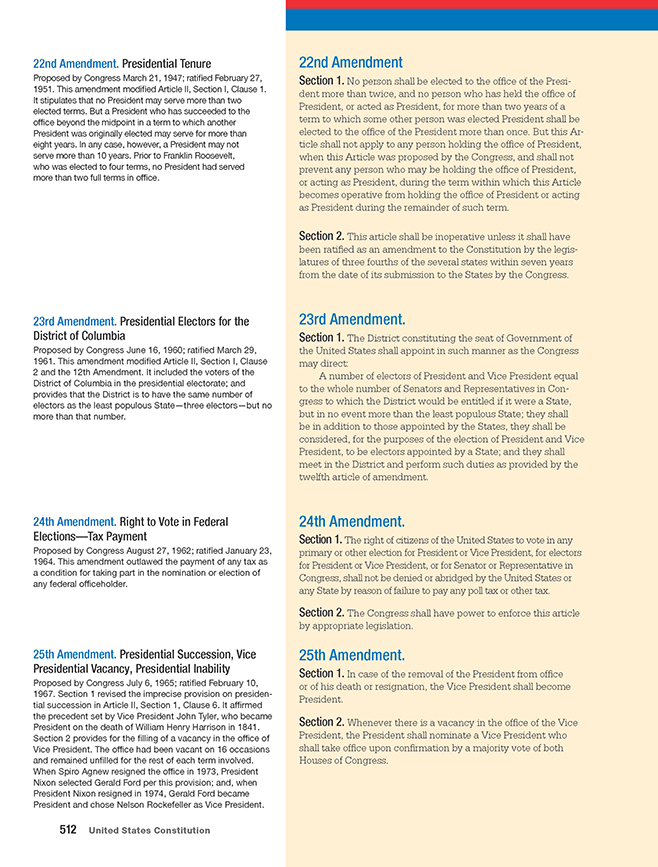 22nd Amendment. Presidential Tenure
Proposed by Congress March 21, 1947; ratified February 27,
1951. This amendment modified Article II, Section I, Clause 1.
It stipulates that no President may serve more than two
elected terms. But a President who has succeeded to the
office beyond the midpoint in a term to which another
President was originally elected may serve for more than
eight years. In any case, however, a President may not
serve more than 10 years. Prior to Franklin Roosevelt,
who was elected to four terms, no President had served
more than two full terms in office.
23rd Amendment. Presidential Electors for the
District of Columbia
Proposed by Congress June 16, 1960; ratified March 29,
1961. This amendment modified Article II, Section I, Clause
2 and the 12th Amendment. It included the voters of the
District of Columbia in the presidential electorate; and
provides that the District is to have the same number of
electors as the least populous State—three electors—but no
more than that number.
24th Amendment. Right to Vote in Federal
Elections—Tax Payment
Proposed by Congress August 27, 1962; ratified January 23,
1964. This amendment outlawed the payment of any tax as
a condition for taking part in the nomination or election of
any federal officeholder.
25th Amendment. Presidential Succession, Vice
Presidential Vacancy, Presidential Inability
Proposed by Congress July 6, 1965; ratified February 10,
1967. Section 1 revised the imprecise provision on presiden-
tial succession in Article II, Section 1, Clause 6. It affirmed
the precedent set by Vice President John Tyler, who became
President on the death of William Henry Harrison in 1841.
Section 2 provides for the filling of a vacancy in the office of
Vice President. The office had been vacant on 16 occasions
and remained unfilled for the rest of each term involved.
When Spiro Agnew resigned the office in 1973, President
Nixon selected Gerald Ford per this provision; and, when
President Nixon resigned in 1974, Gerald Ford became
President and chose Nelson Rockefeller as Vice President.
22nd Amendment
Section 1. No person shall be elected to the office of the Presi-
dent more than twice, and no person who has held the office of
President, or acted as President, for more than two years of a
term to which some other person was elected President shall be
elected to the office of the President more than once. But this Ar-
ticle shall not apply to any person holding the office of President,
when this Article was proposed by the Congress, and shall not
prevent any person who may be holding the office of President,
or acting as President, during the term within which this Article
becomes operative from holding the office of President or acting
as President during the remainder of such term.
Section 2. This article shall be inoperative unless it shall have
been ratified as an amendment to the Constitution by the legis-
latures of three fourths of the several states within seven years
from the date of its submission to the States by the Congress.
23rd Amendment.
Section 1. The District constituting the seat of Government of
the United States shall appoint in such manner as the Congress
may direct:
A number of electors of President and Vice President equal
to the whole number of Senators and Representatives in Con-
gress to which the District would be entitled if it were a State,
but in no event more than the least populous State; they shall
be in addition to those appointed by the States, they shall be
considered, for the purposes of the election of President and Vice
President, to be electors appointed by a State; and they shall
meet in the District and perform such duties as provided by the
twelfth article of amendment.
24th Amendment.
Section 1. The right of citizens of the United States to vote in any
primary or other election for President or Vice President, for electors
for President or Vice President, or for Senator or Representative in
Congress, shall not be denied or abridged by the United States or
any State by reason of failure to pay any poll tax or other tax.
Section 2. The Congress shall have power to enforce this article
by appropriate legislation.
25th Amendment.
Section 1. In case of the removal of the President from office
or of his death or resignation, the Vice President shall become
President.
Section 2. Whenever there is a vacancy in the office of the Vice
President, the President shall nominate a Vice President who
shall take office upon confirmation by a majority vote of both
Houses of Congress.
512 United States Constitution